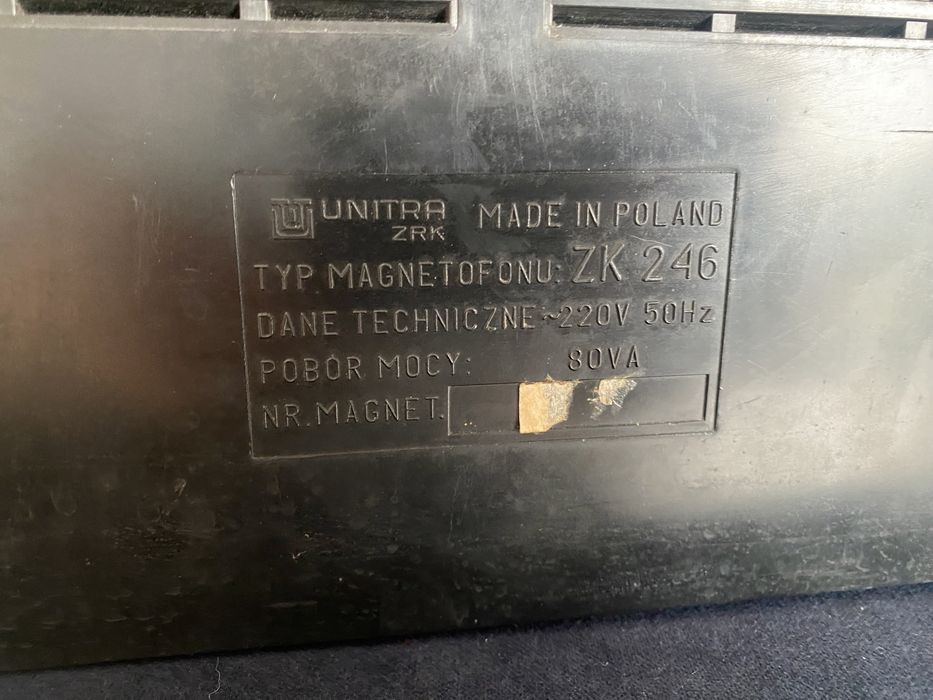 UNITRA MADE IN POLAND
ZRK
TYP. MAGNETOFONU: ZK 246
DANE TECHNICZNE ~220V 50Hz
POBÓR MOCY: 80VA
NR. MAGNET.